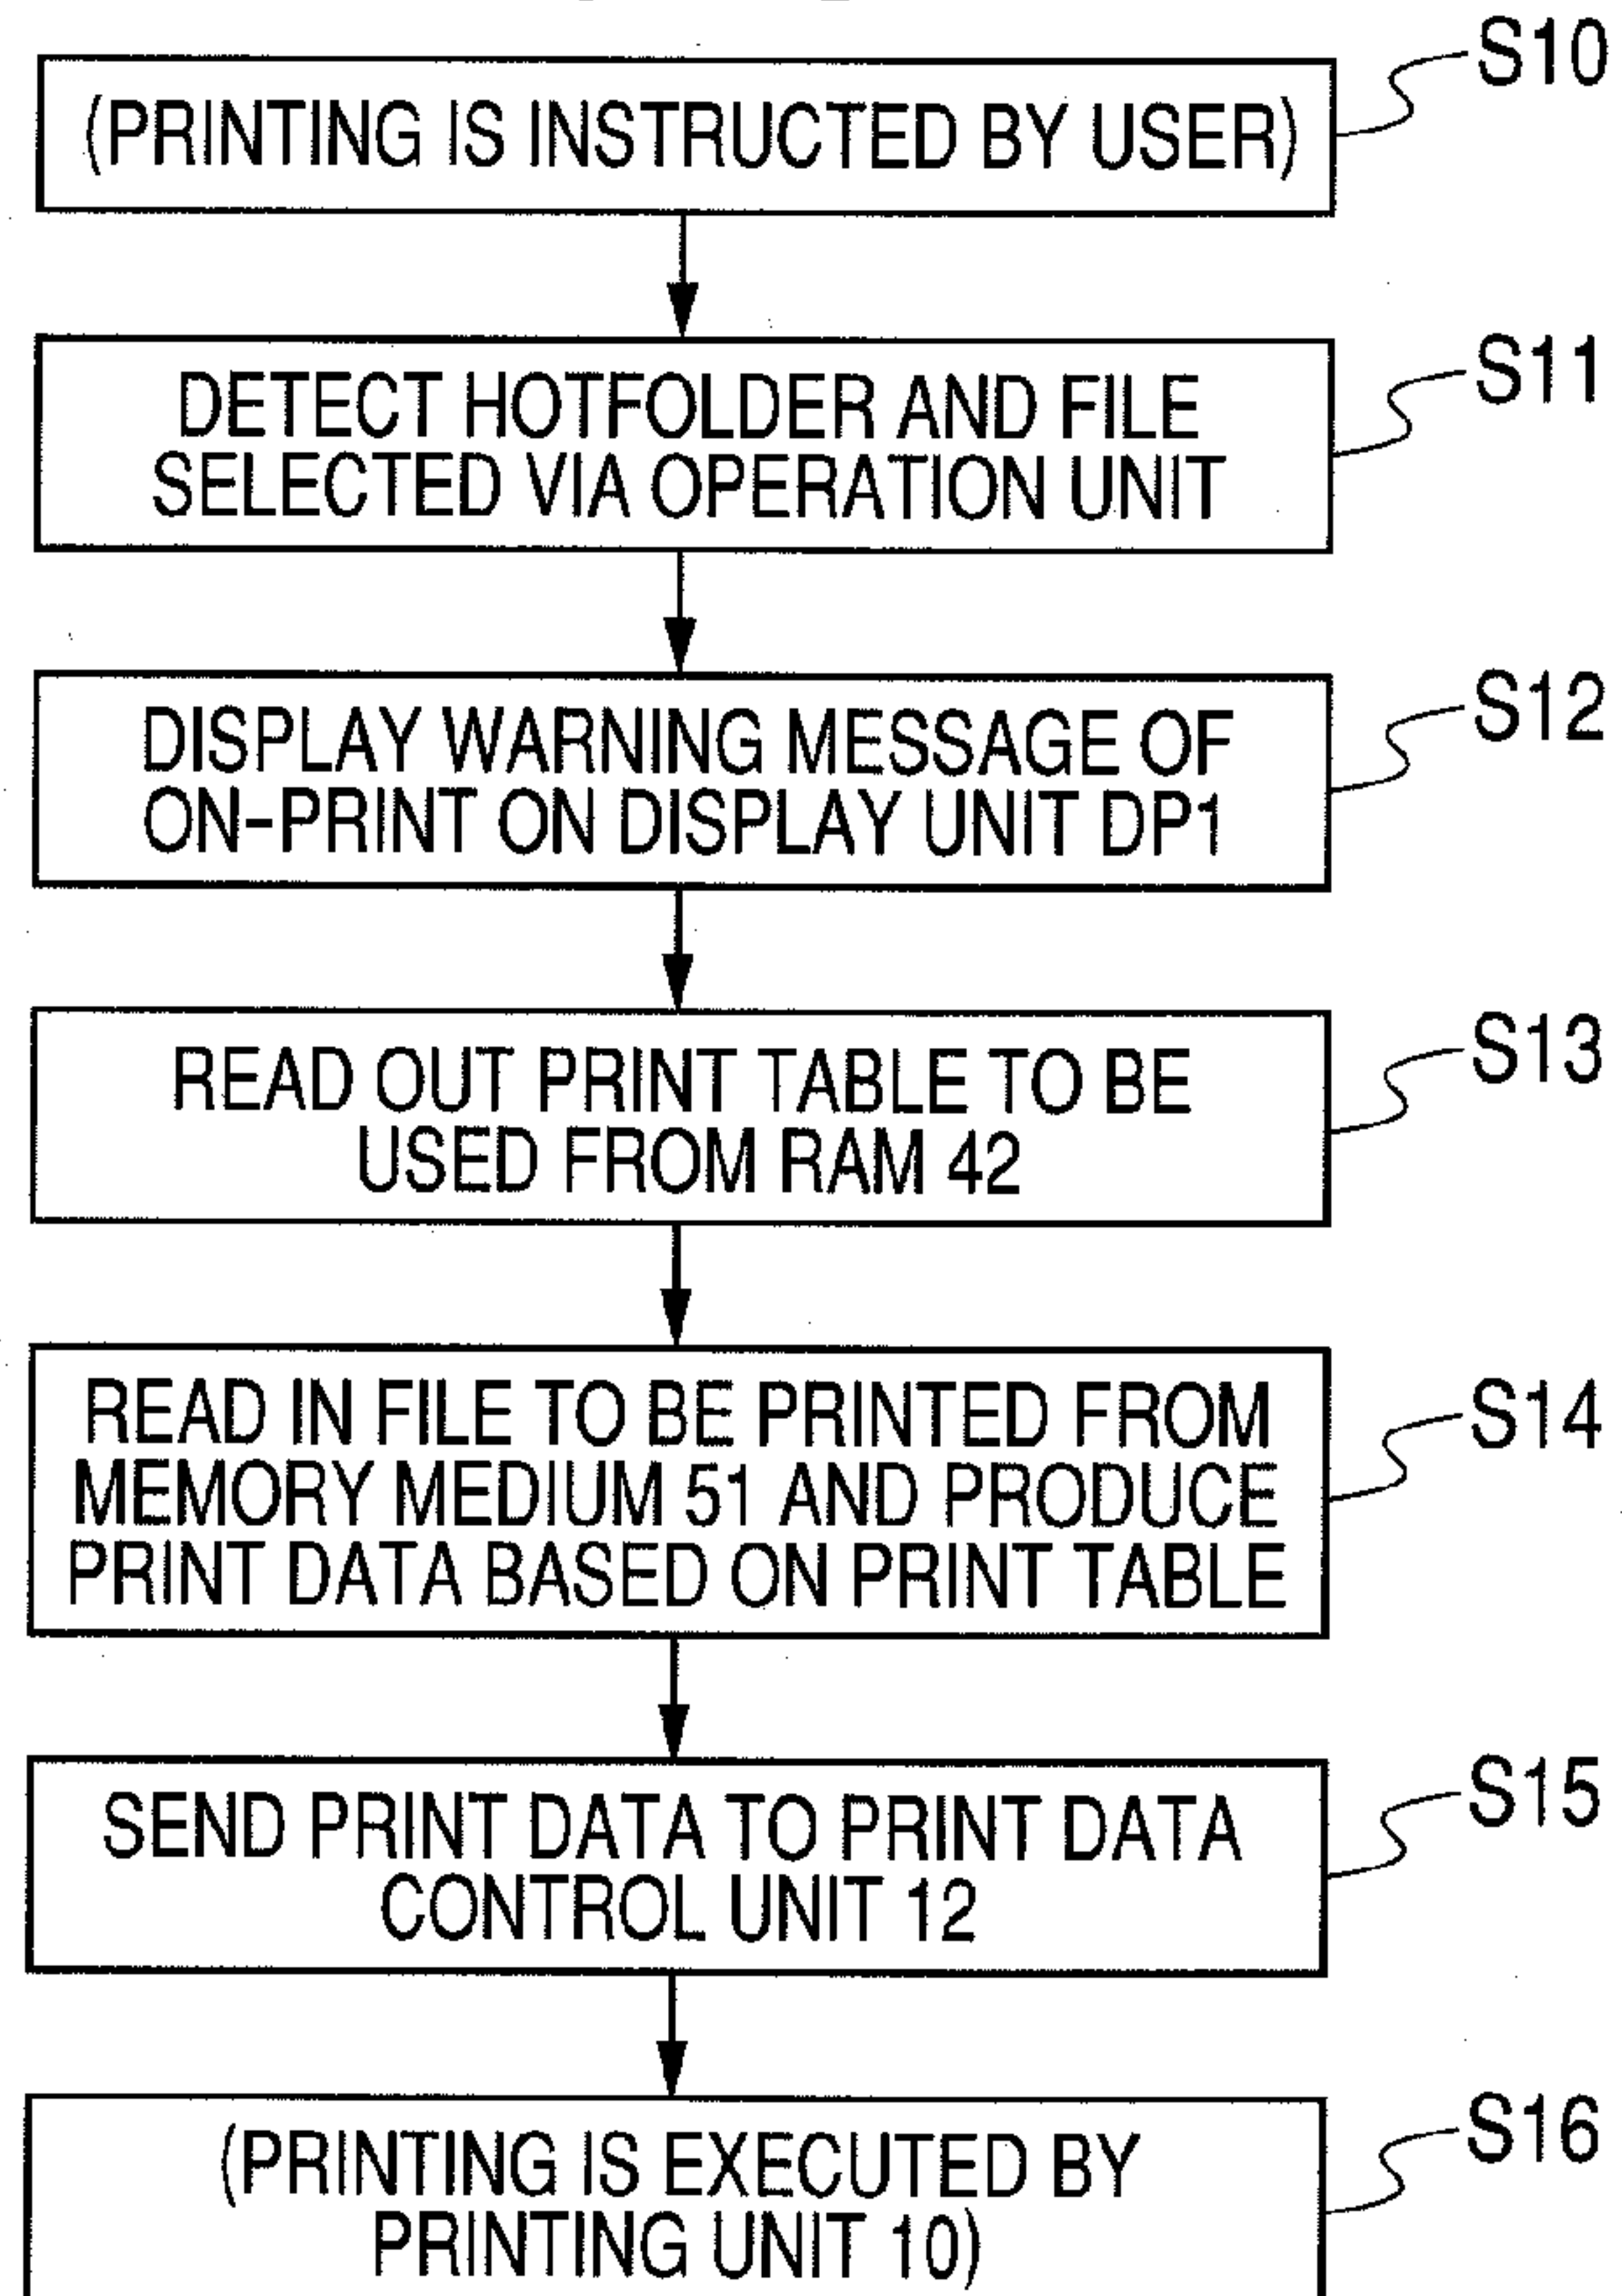 S10
(PRINTING IS INSTRUCTED BY USER)
S11
DETECT HOTFOLDER AND FILE
SELECTED VIA OPERATION UNIT
S12
DISPLAY WARNING MESSAGE OF
ON-PRINT ON DISPLAY UNIT DP1
S13
READ OUT PRINT TABLE TO BE
USED FROM RAM 42
S14
READ IN FILE TO BE PRINTED FROM
MEMORY MEDIUM 51 AND PRODUCE
PRINT DATA BASED ON PRINT TABLE
S15
SEND PRINT DATA TO PRINT DATA
CONTROL UNIT 12
S16
(PRINTING IS EXECUTED BY
PRINTING UNIT 10)